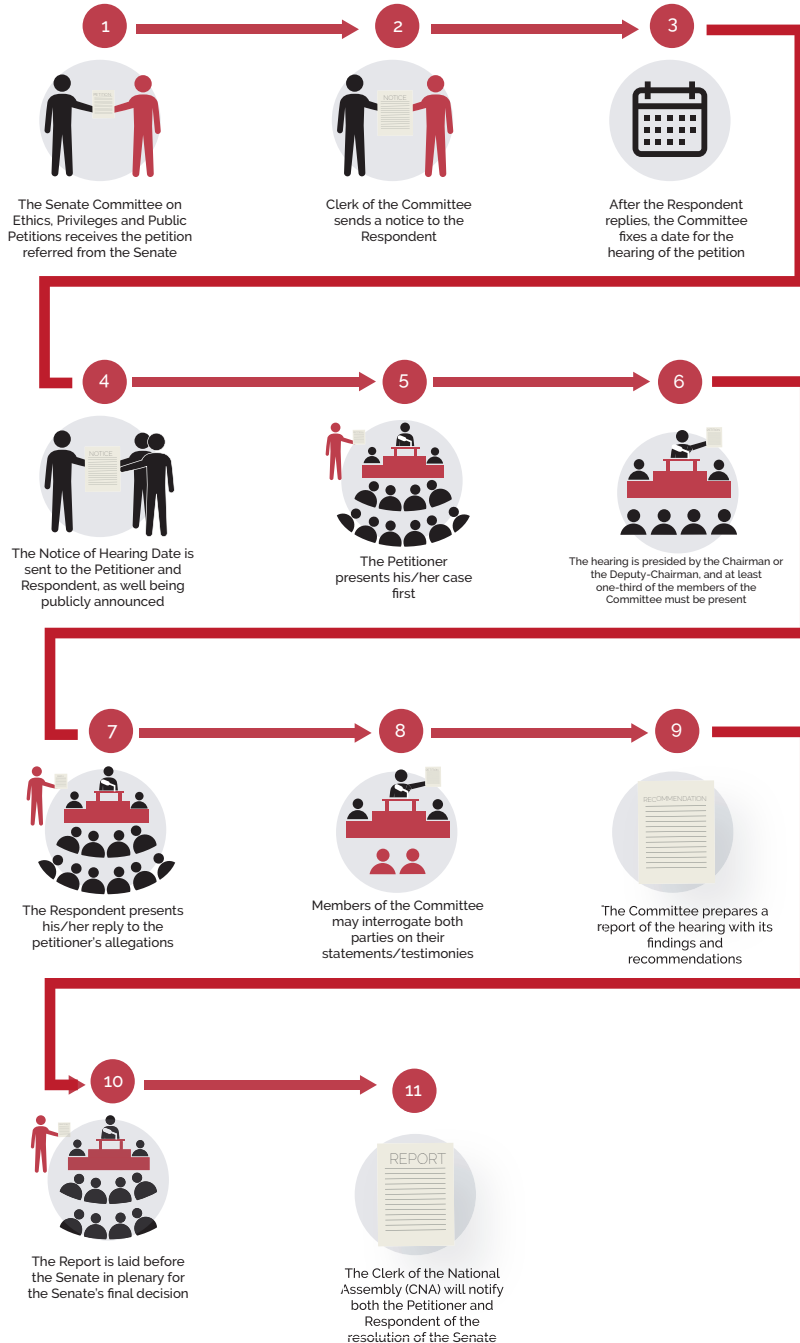 1
2
3
The Senate Committee on
Ethics, Privileges and Public
Petitions receives the petition
referred from the Senate
NOTICE
Clerk of the Committee
sends a notice to the
Respondent
After the Respondent
replies, the Committee
fixes a date for the
hearing of the petition
4
5
6
NOTICE
The Notice of Hearing Date is
sent to the Petitioner and
Respondent, as well being
publicly announced
The Petitioner
presents his/her case
first
The hearing is presided by the Chairman or
the Deputy-Chairman, and at least
one-third of the members of the
Committee must be present
7
8
9
The Respondent presents
his/her reply to the
petitioner's allegations
Members of the Committee
may interrogate both
parties on their
statements/testimonies
RECOMMENDATION
The Committee prepares a
report of the hearing with its
findings and
recommendations
10
11
The Report is laid before
the Senate in plenary for
the Senate's final decision
REPORT
The Clerk of the National
Assembly (CNA) will notify
both the Petitioner and
Respondent of the
resolution of the Senate